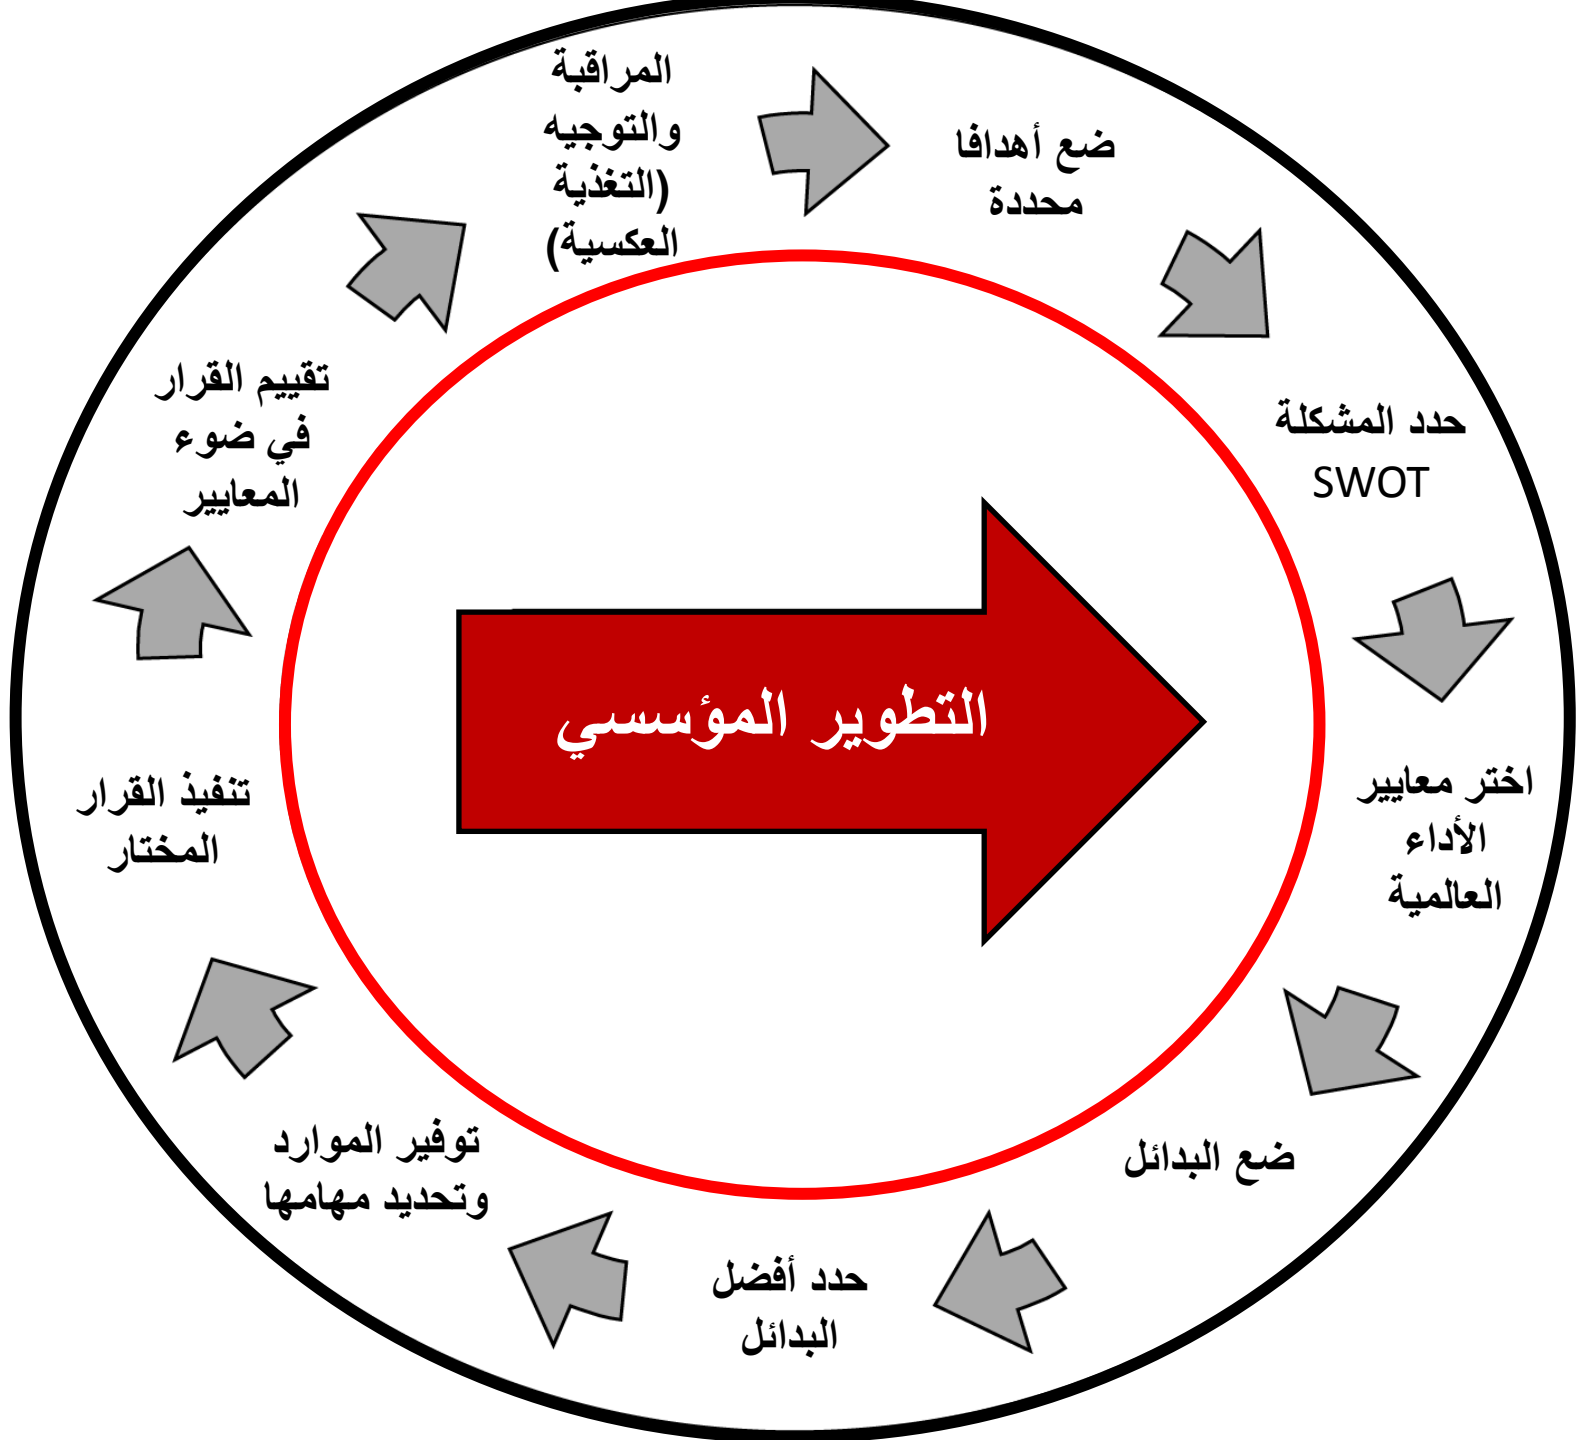 المراقبة
والتوجيه
(التغذية
العكسية)
ضع أهدافا
محددة
حدد المشكلة
SWOT
اختر معايير
الأداء
العالمية
ضع البدائل
حدد أفضل
البدائل
توفير الموارد
وتحديد مهامها
تنفيذ القرار
المختار
تقييم القرار
في ضوء
المعايير
التطوير المؤسسي